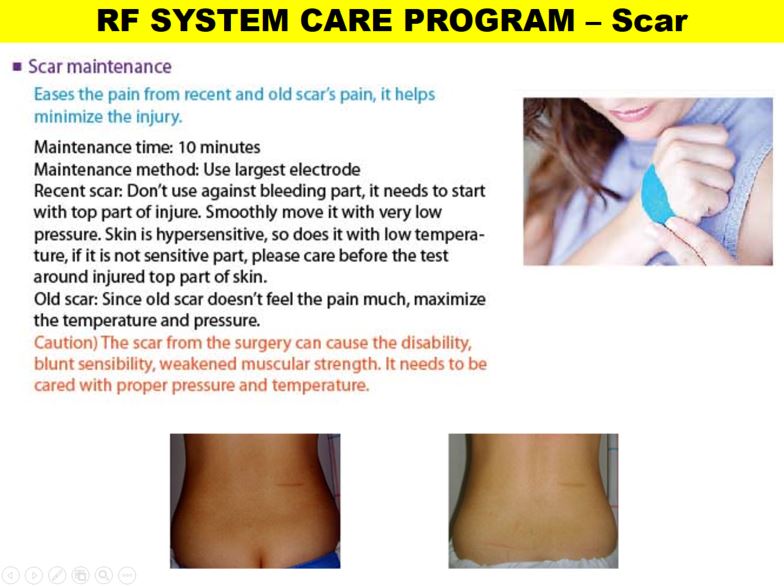 RF SYSTEM CARE PROGRAM – Scar
■ Scar maintenance
Eases the pain from recent and old scar's pain, it helps
minimize the injury.
Maintenance time: 10 minutes
Maintenance method: Use largest electrode
Recent scar: Don't use against bleeding part, it needs to start
with top part of injure. Smoothly move it with very low
pressure. Skin is hypersensitive, so does it with low tempera-
ture, if it is not sensitive part, please care before the test
around injured top part of skin.
Old scar: Since old scar doesn't feel the pain much, maximize
the temperature and pressure.
Caution) The scar from the surgery can cause the disability,
blunt sensibility, weakened muscular strength. It needs to be
cared with proper pressure and temperature.